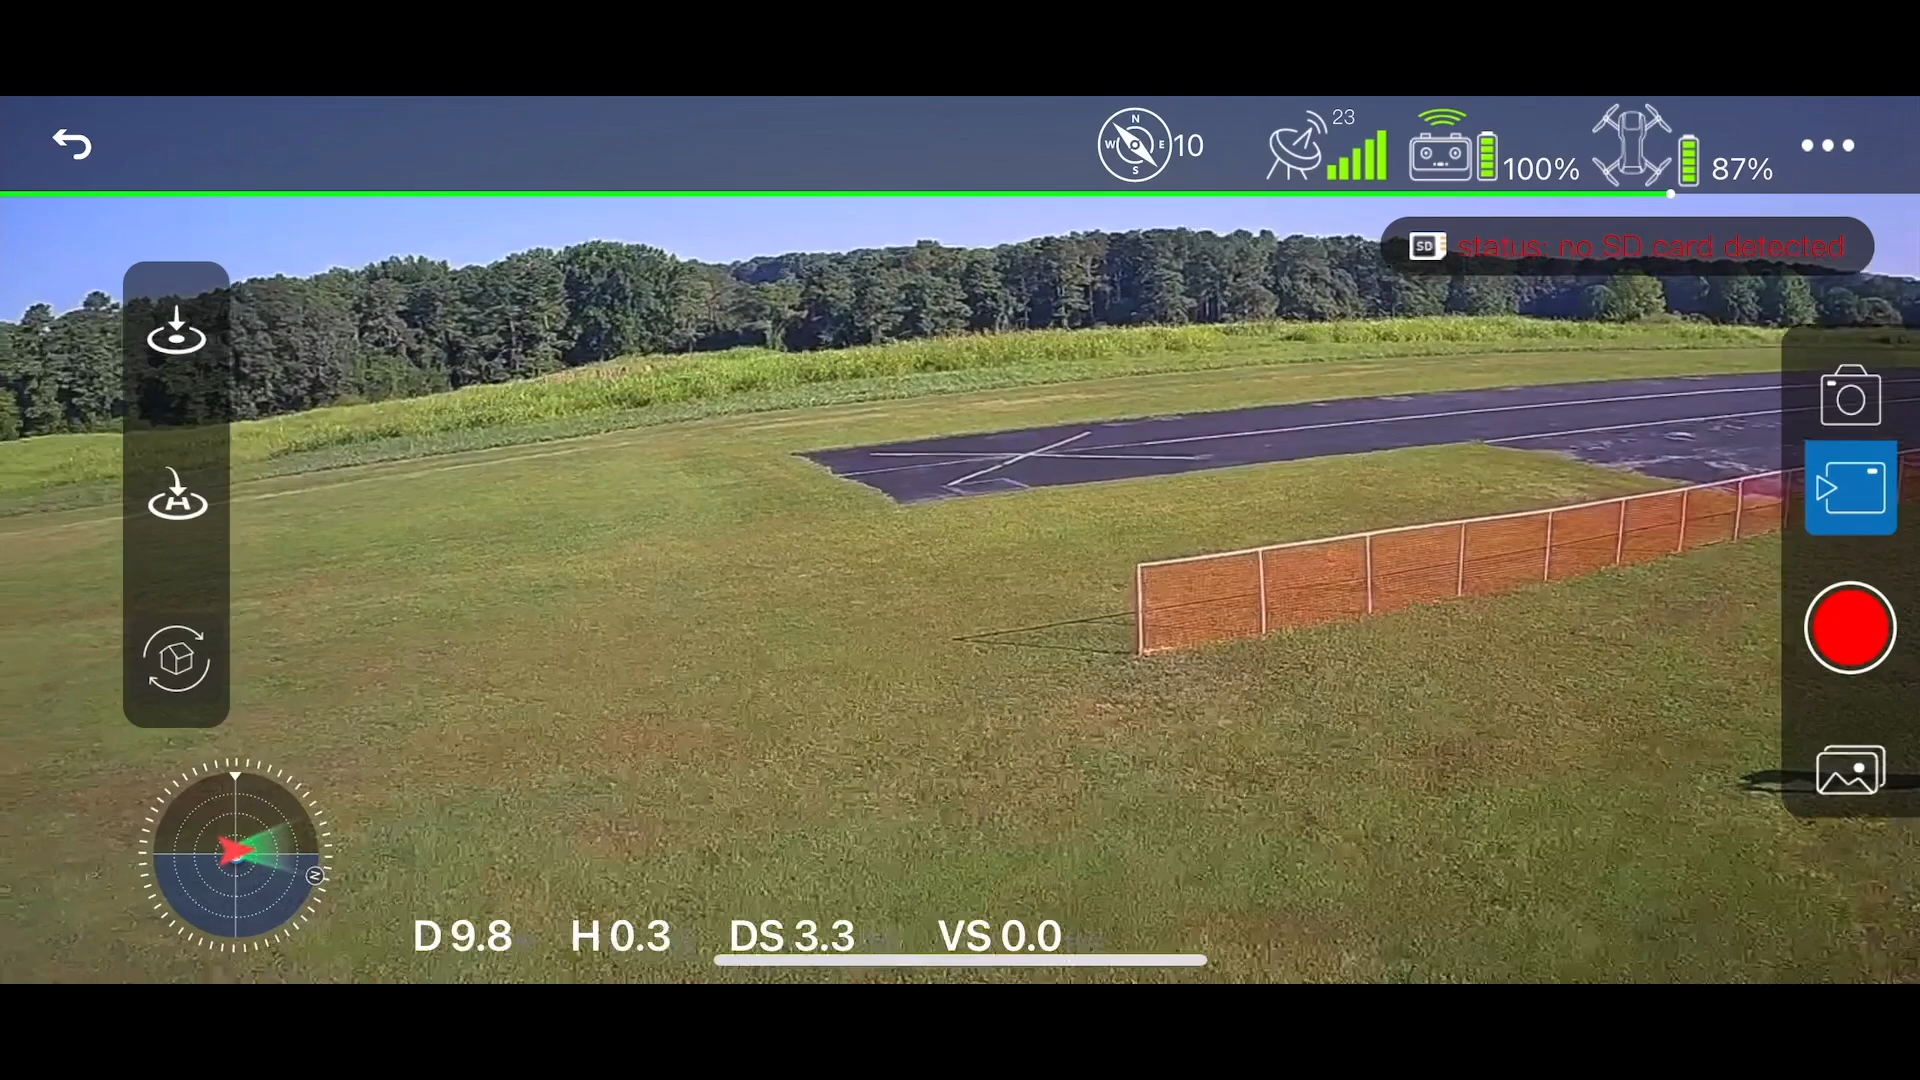 N
W E
S
10
23
100%
87%
SD status: no SD card detected
H
N
D 9.8 H 0.3 DS 3.3 VS 0.0